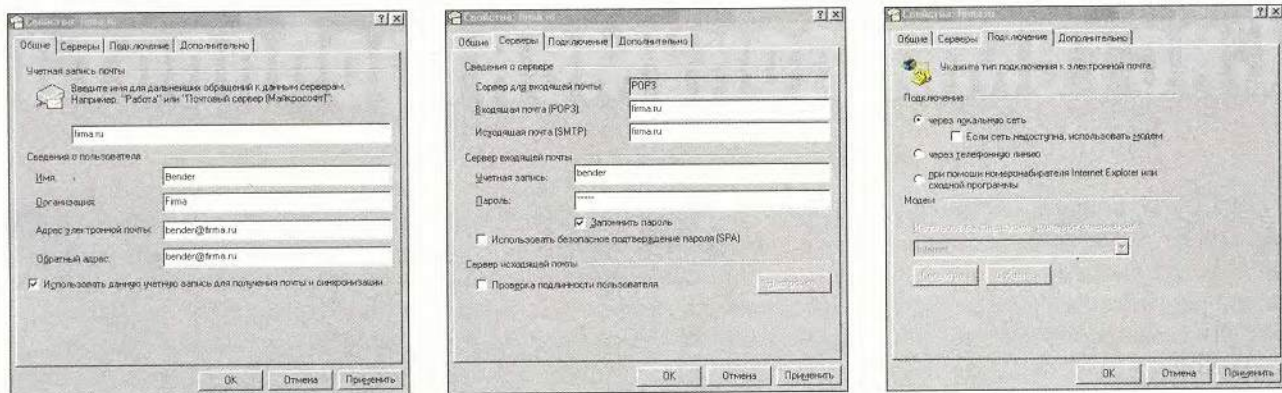 Свойства: firma.ru
Общие Серверы Подключение Дополнительно
Учетная запись почты
Введите имя для дальнейших обращений к данным серверам.
Например: "Работа" или "Почтовый сервер (Майкрософт)":
firma.ru
Сведения о пользователе
Имя:
Bender
Организация:
Firma
Адрес электронной почты:
bender@firma.ru
Обратный адрес:
bender@firma.ru
Использовать данную учетную запись для получения почты и синхронизации
OK Отмена Применить
Свойства: firma.ru
Общие Серверы Подключение Дополнительно
Сведения о сервере
Сервер для входящей почты:
POP3
Входящая почта (POP3):
firma.ru
Исходящая почта (SMTP):
firma.ru
Сервер входящей почты
Учетная запись:
bender
Пароль:
*****
Запомнить пароль
Использовать безопасное подтверждение пароля (SPA)
Сервер исходящей почты
Проверка подлинности пользователя
OK Отмена Применить
Свойства: firma.ru
Общие Серверы Подключение Дополнительно
Укажите тип подключения к электронной почте.
Подключение
через локальную сеть
Если сеть недоступна, использовать модем
через телефонную линию
при помощи номеронабирателя Internet Explorer или
сходной программы
Модем
OK Отмена Применить